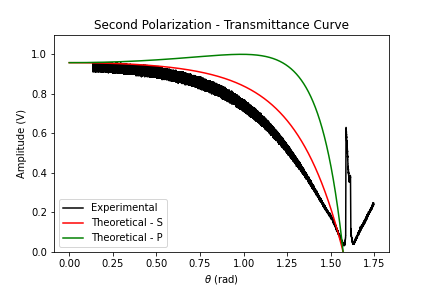 Second Polarization - Transmittance Curve
1.0
0.8
0.6
0.4
0.2
0.0
Amplitude (V)
Experimental
Theoretical - S
Theoretical - P
0.00 0.25 0.50 0.75 1.00 1.25 1.50 1.75
θ (rad)